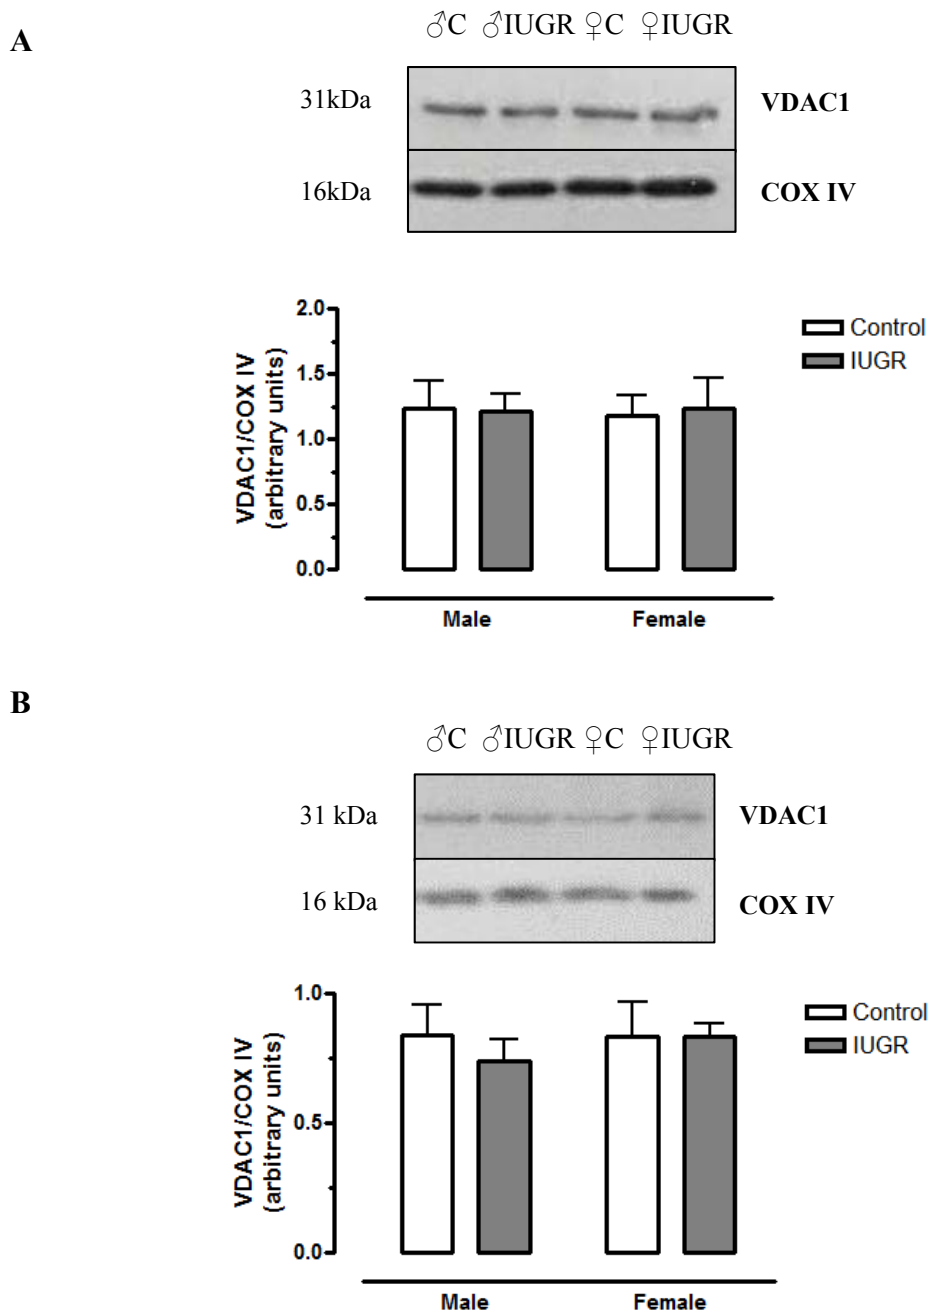 A
♂C ♂IUGR ♀C ♀IUGR
31kDa
VDAC1
16kDa
COX IV
VDAC1/COX IV
(arbitrary units)
2.0
1.5
1.0
0.5
0.0
Control
IUGR
Male Female
B
♂C ♂IUGR ♀C ♀IUGR
31 kDa
VDAC1
16 kDa
COX IV
VDAC1/COX IV
(arbitrary units)
1.0
0.5
0.0
Control
IUGR
Male Female